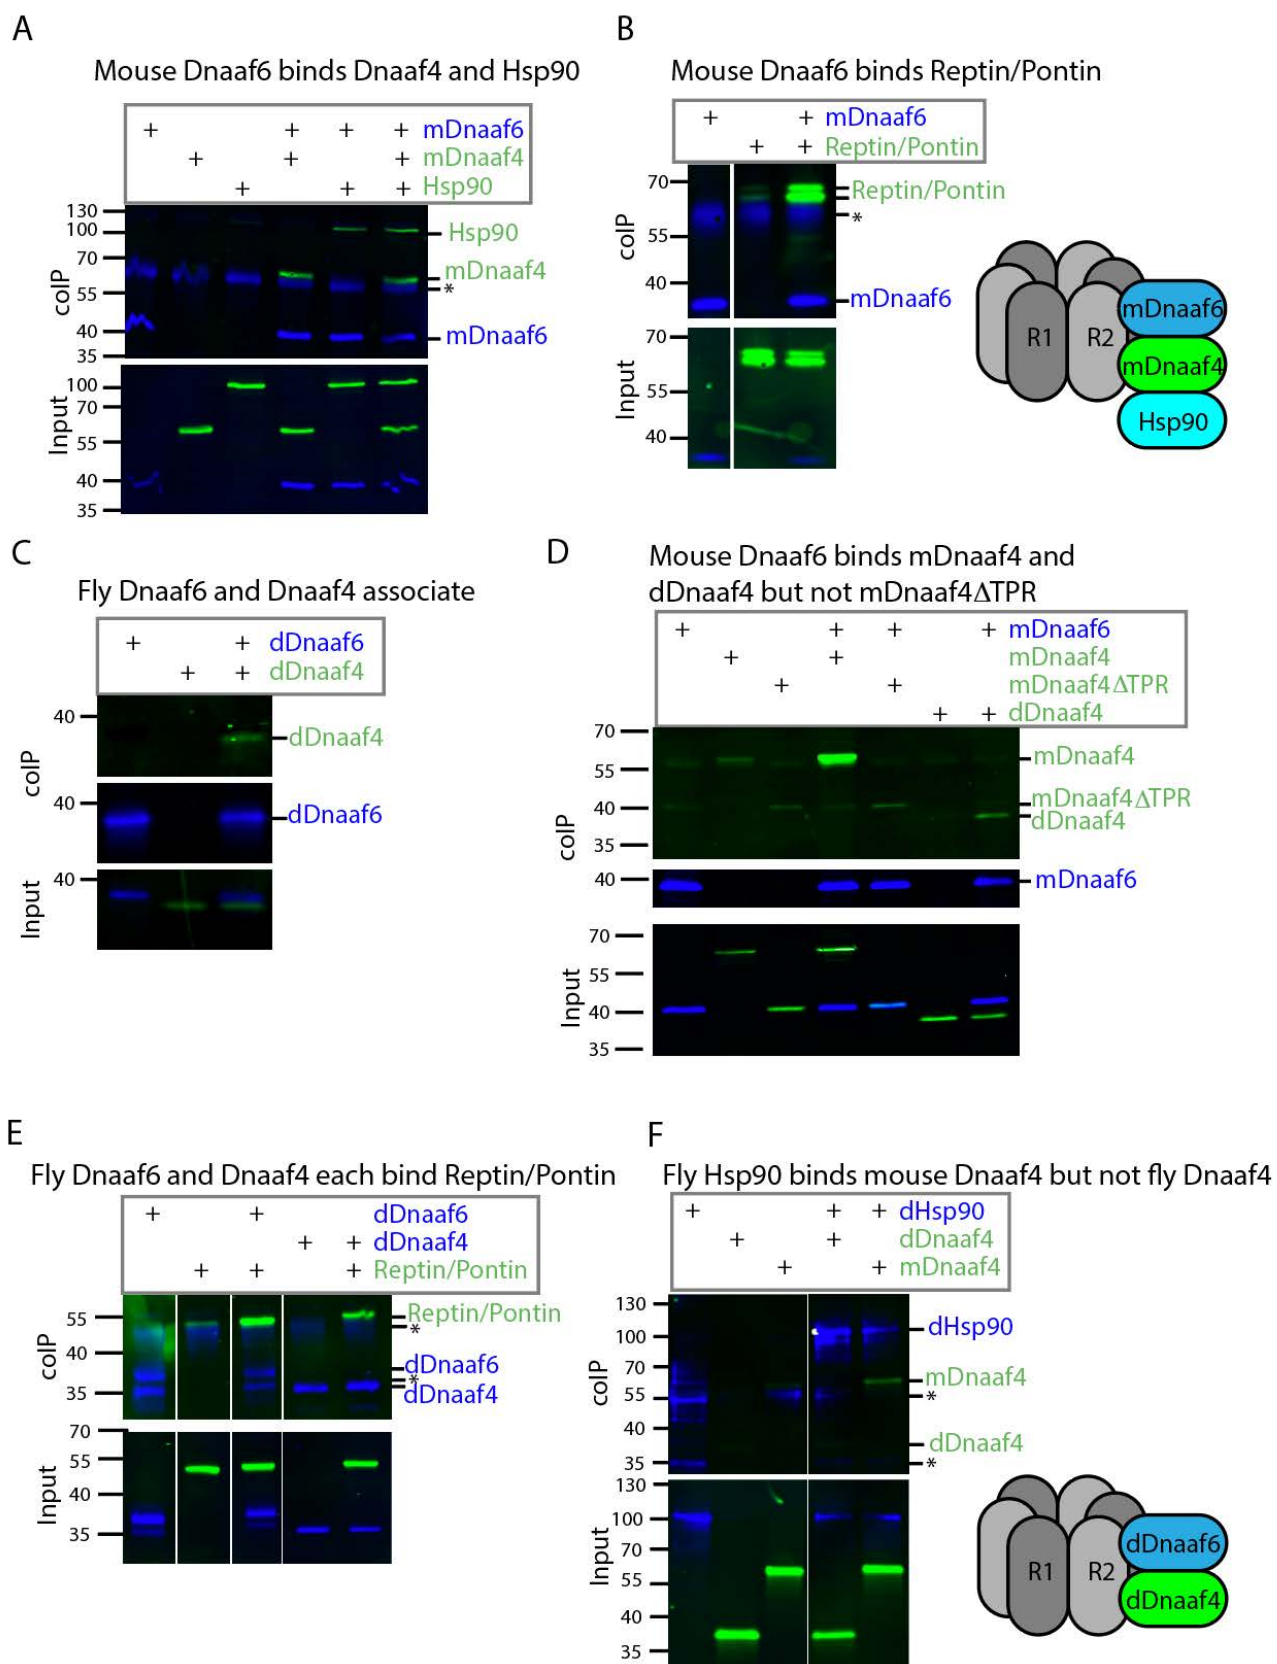 A
Mouse Dnaaf6 binds Dnaaf4 and Hsp90
+ + + + mDnaaf6
+ + + mDnaaf4
+ + + Hsp90
130
100
70
55
40
35
coIP
Hsp90
mDnaaf4
*
mDnaaf6
100
70
55
40
35
Input
B
Mouse Dnaaf6 binds Reptin/Pontin
+ + mDnaaf6
+ + Reptin/Pontin
70
55
40
coIP
Reptin/Pontin
*
mDnaaf6
70
55
40
Input
R1 R2
mDnaaf6
mDnaaf4
Hsp90
C
Fly Dnaaf6 and Dnaaf4 associate
+ + dDnaaf6
+ + dDnaaf4
40
dDnaaf4
coIP
40
dDnaaf6
40
Input
D
Mouse Dnaaf6 binds mDnaaf4 and
dDnaaf4 but not mDnaaf4ΔTPR
+ + + + mDnaaf6
+ + mDnaaf4
+ + mDnaaf4ΔTPR
+ + dDnaaf4
70
55
40
35
coIP
mDnaaf4
mDnaaf4ΔTPR
dDnaaf4
40
mDnaaf6
70
55
40
35
Input
E
Fly Dnaaf6 and Dnaaf4 each bind Reptin/Pontin
+ + dDnaaf6
+ + dDnaaf4
+ + + Reptin/Pontin
55
40
35
coIP
Reptin/Pontin
*
dDnaaf6
*
dDnaaf4
70
55
40
35
Input
F
Fly Hsp90 binds mouse Dnaaf4 but not fly Dnaaf4
+ + + dHsp90
+ + dDnaaf4
+ + mDnaaf4
130
100
70
55
40
35
coIP
dHsp90
mDnaaf4
*
dDnaaf4
*
130
100
70
55
40
35
Input
R1 R2
dDnaaf6
dDnaaf4